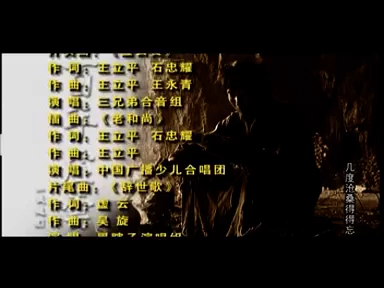 作 词：王立平 石忠耀
作 曲：王立平 王永青
演 唱：三兄弟合音组
插 曲：《老和尚》
作 词：王立平 石忠耀
作 曲：王立平
演 唱：中国广播少儿合唱团
片尾曲：《辞世歌》
作 词：虚 云
作 曲：吴 旋
几度沧桑得得忘